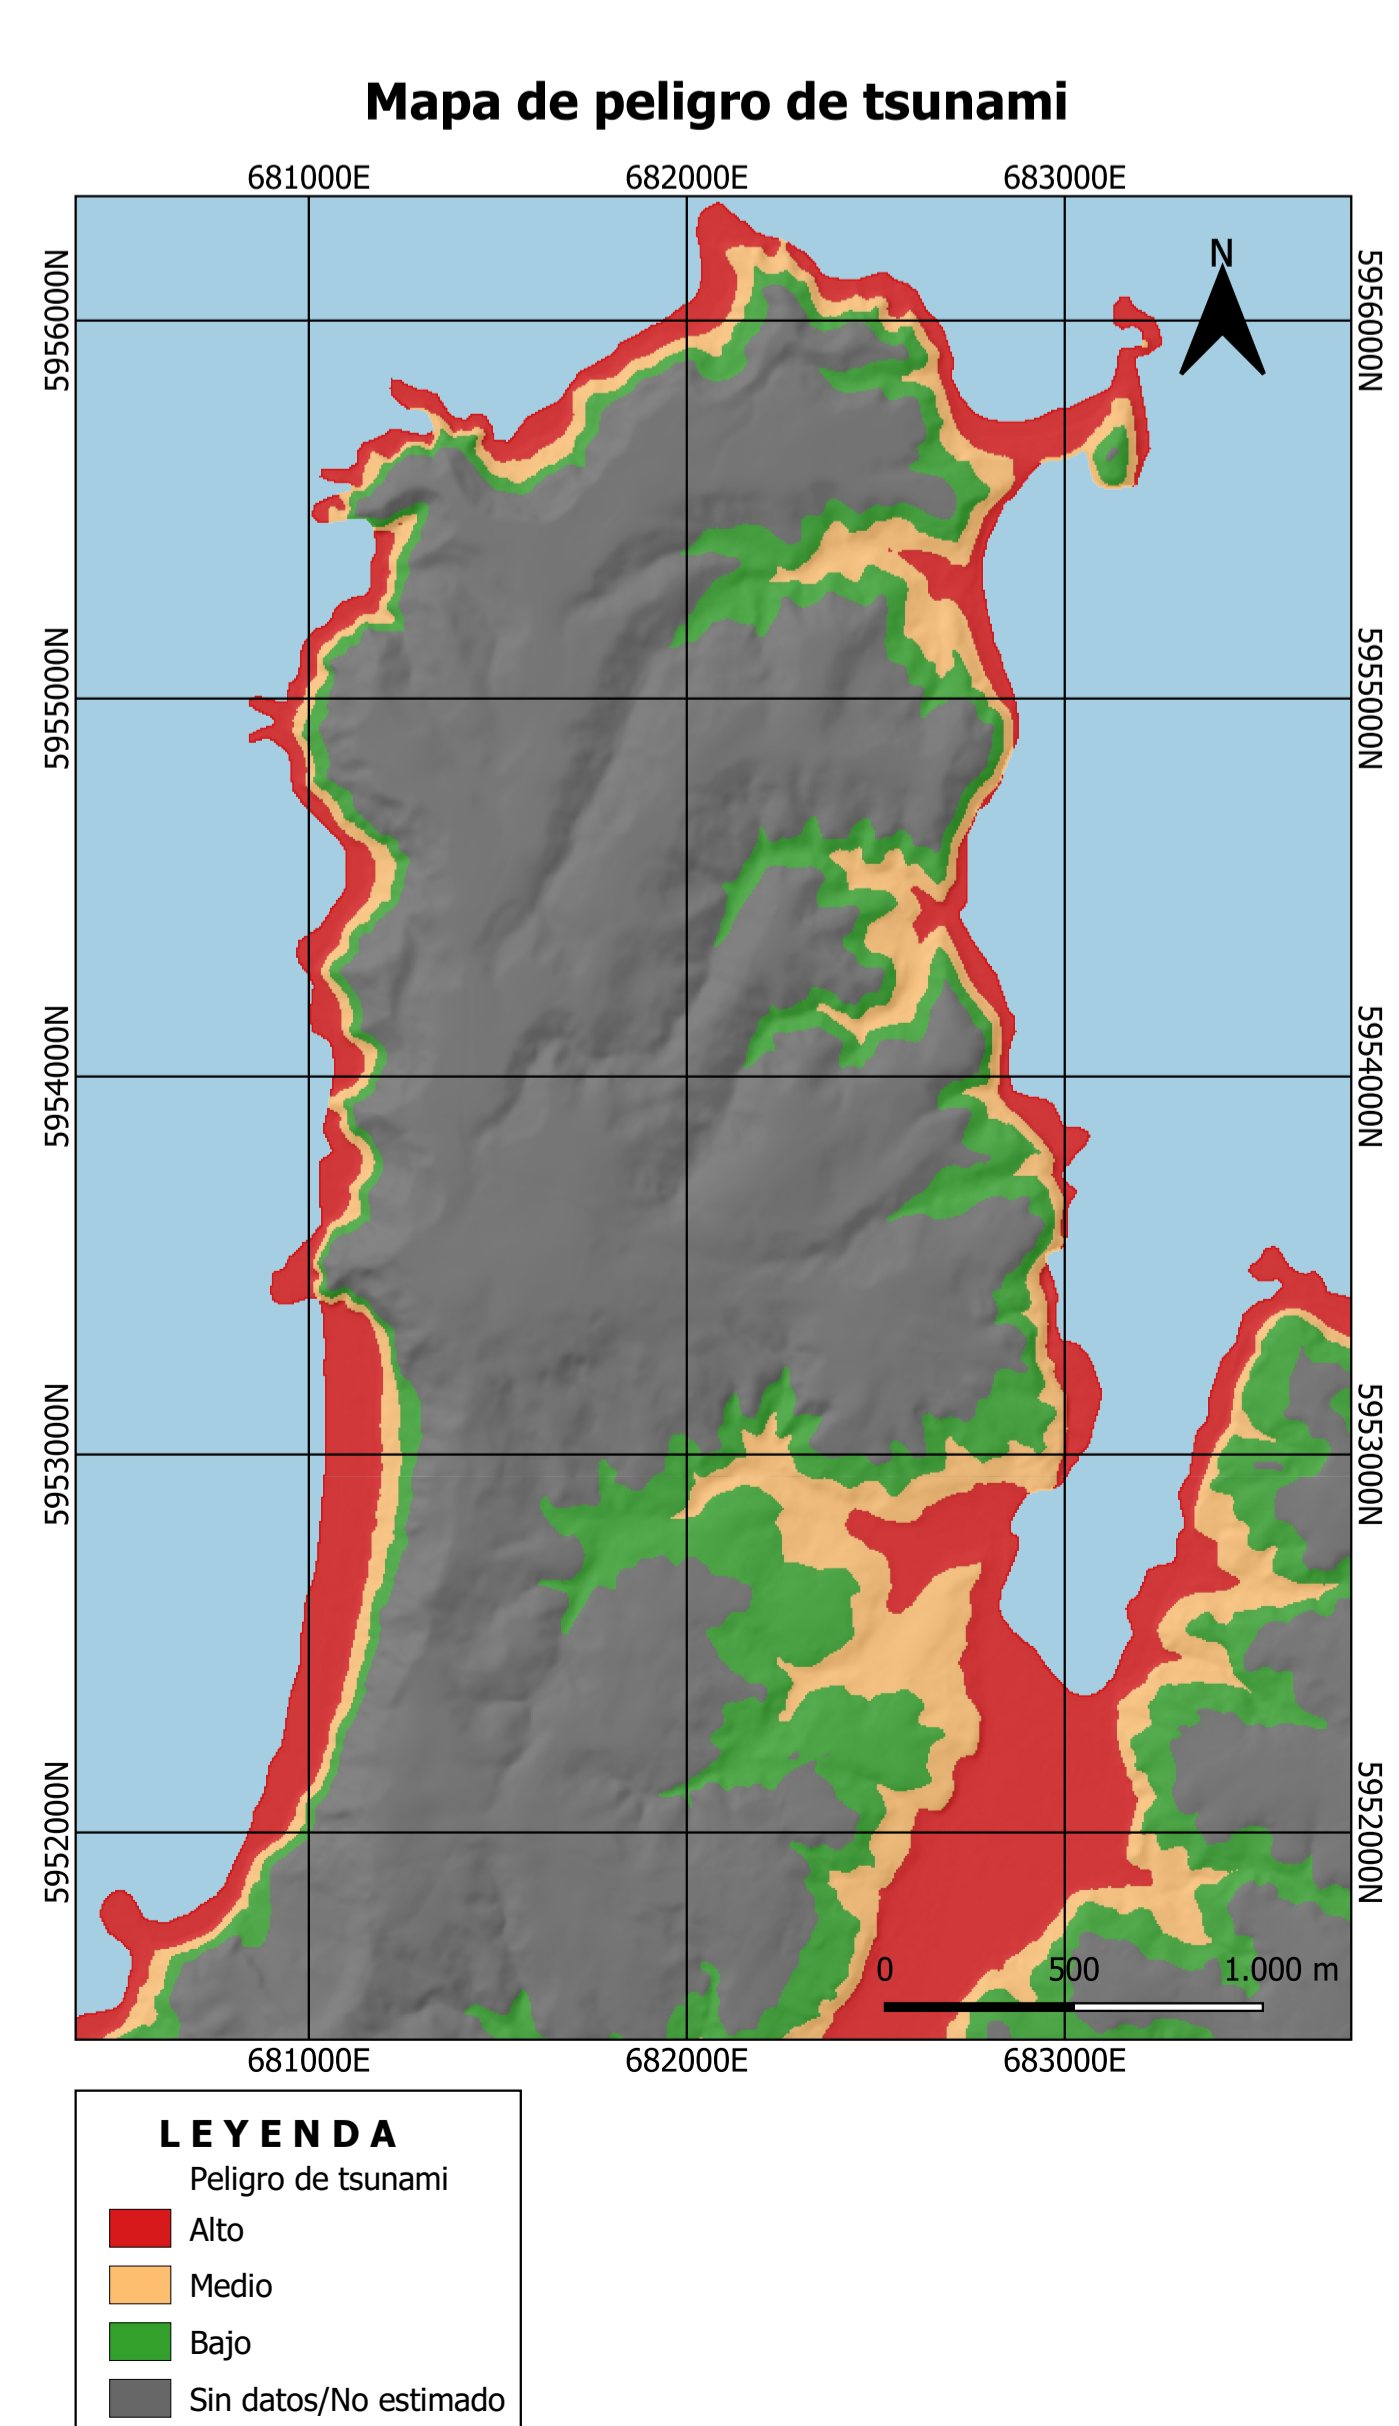 Mapa de peligro de tsunami
681000E 682000E 683000E
N
5956000N 5956000N
5955000N 5955000N
5954000N 5954000N
5953000N 5953000N
5952000N 5952000N
0 500 1.000 m
681000E 682000E 683000E
LEYENDA
Peligro de tsunami
Alto
Medio
Bajo
Sin datos/No estimado